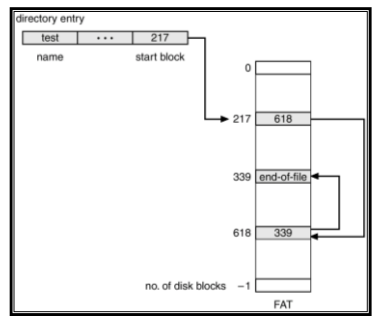 directory entry
test ... 217
name start block
0
217 618
339 end-of-file
618 339
no. of disk blocks –1
FAT